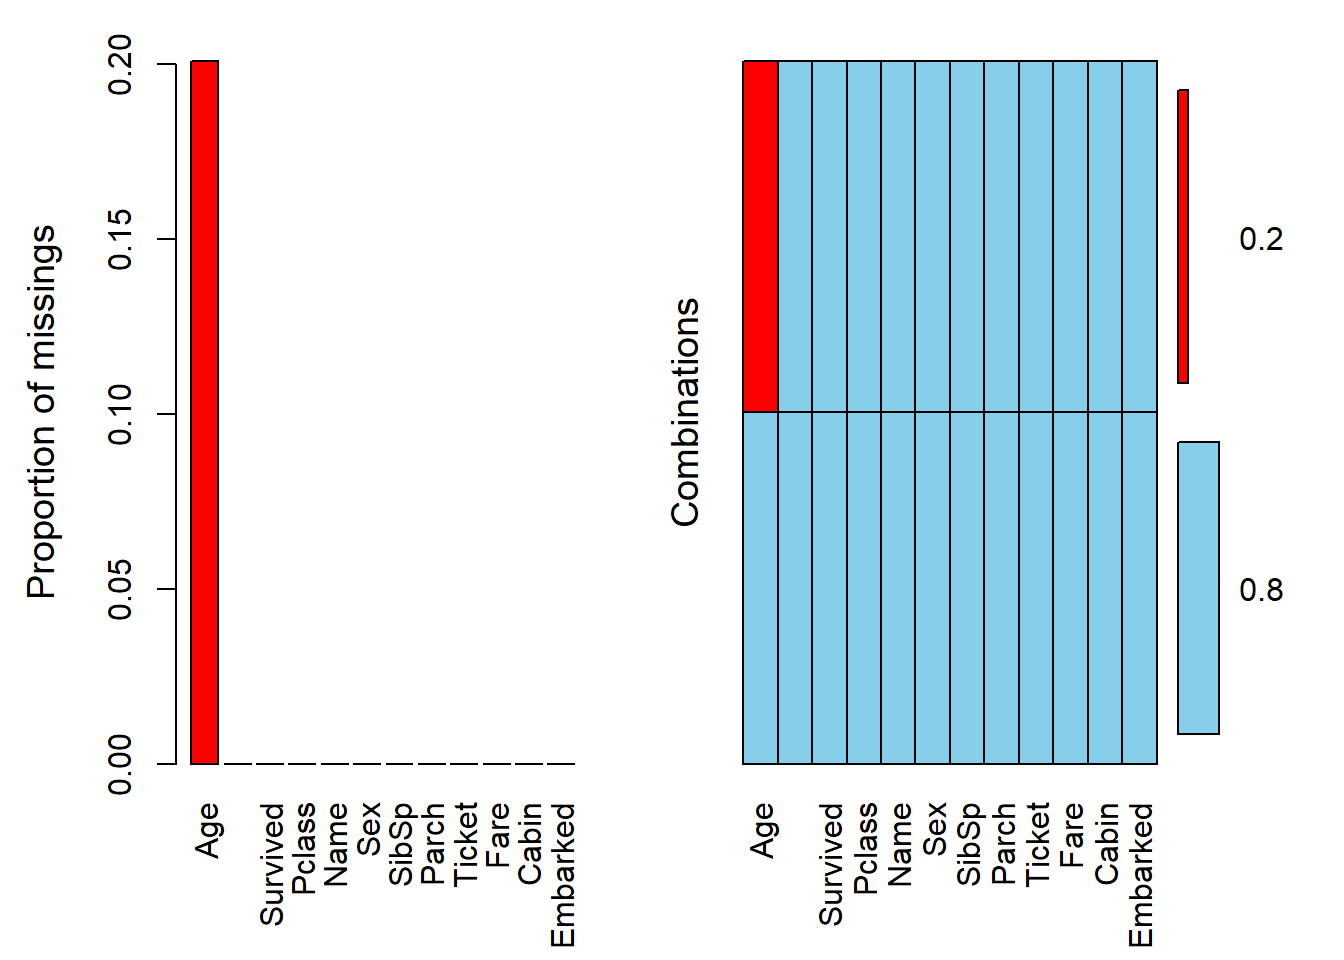 Proportion of missings
0.20
0.15
0.10
0.05
0.00
Age
Survived
Pclass
Name
Sex
SibSp
Parch
Ticket
Fare
Cabin
Embarked
Combinations
Age
Survived
Pclass
Name
Sex
SibSp
Parch
Ticket
Fare
Cabin
Embarked
0.2
0.8